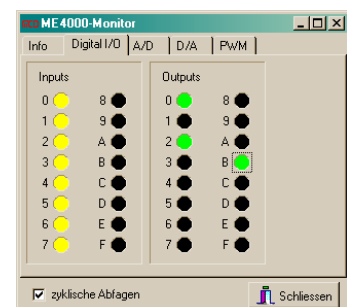 eco ME4000-Monitor
Info Digital I/O A/D D/A PWM
Inputs Outputs
0 8 0 8
1 9 1 9
2 A 2 A
3 B 3 B
4 C 4 C
5 D 5 D
6 E 6 E
7 F 7 F
zyklische Abfagen Schliessen